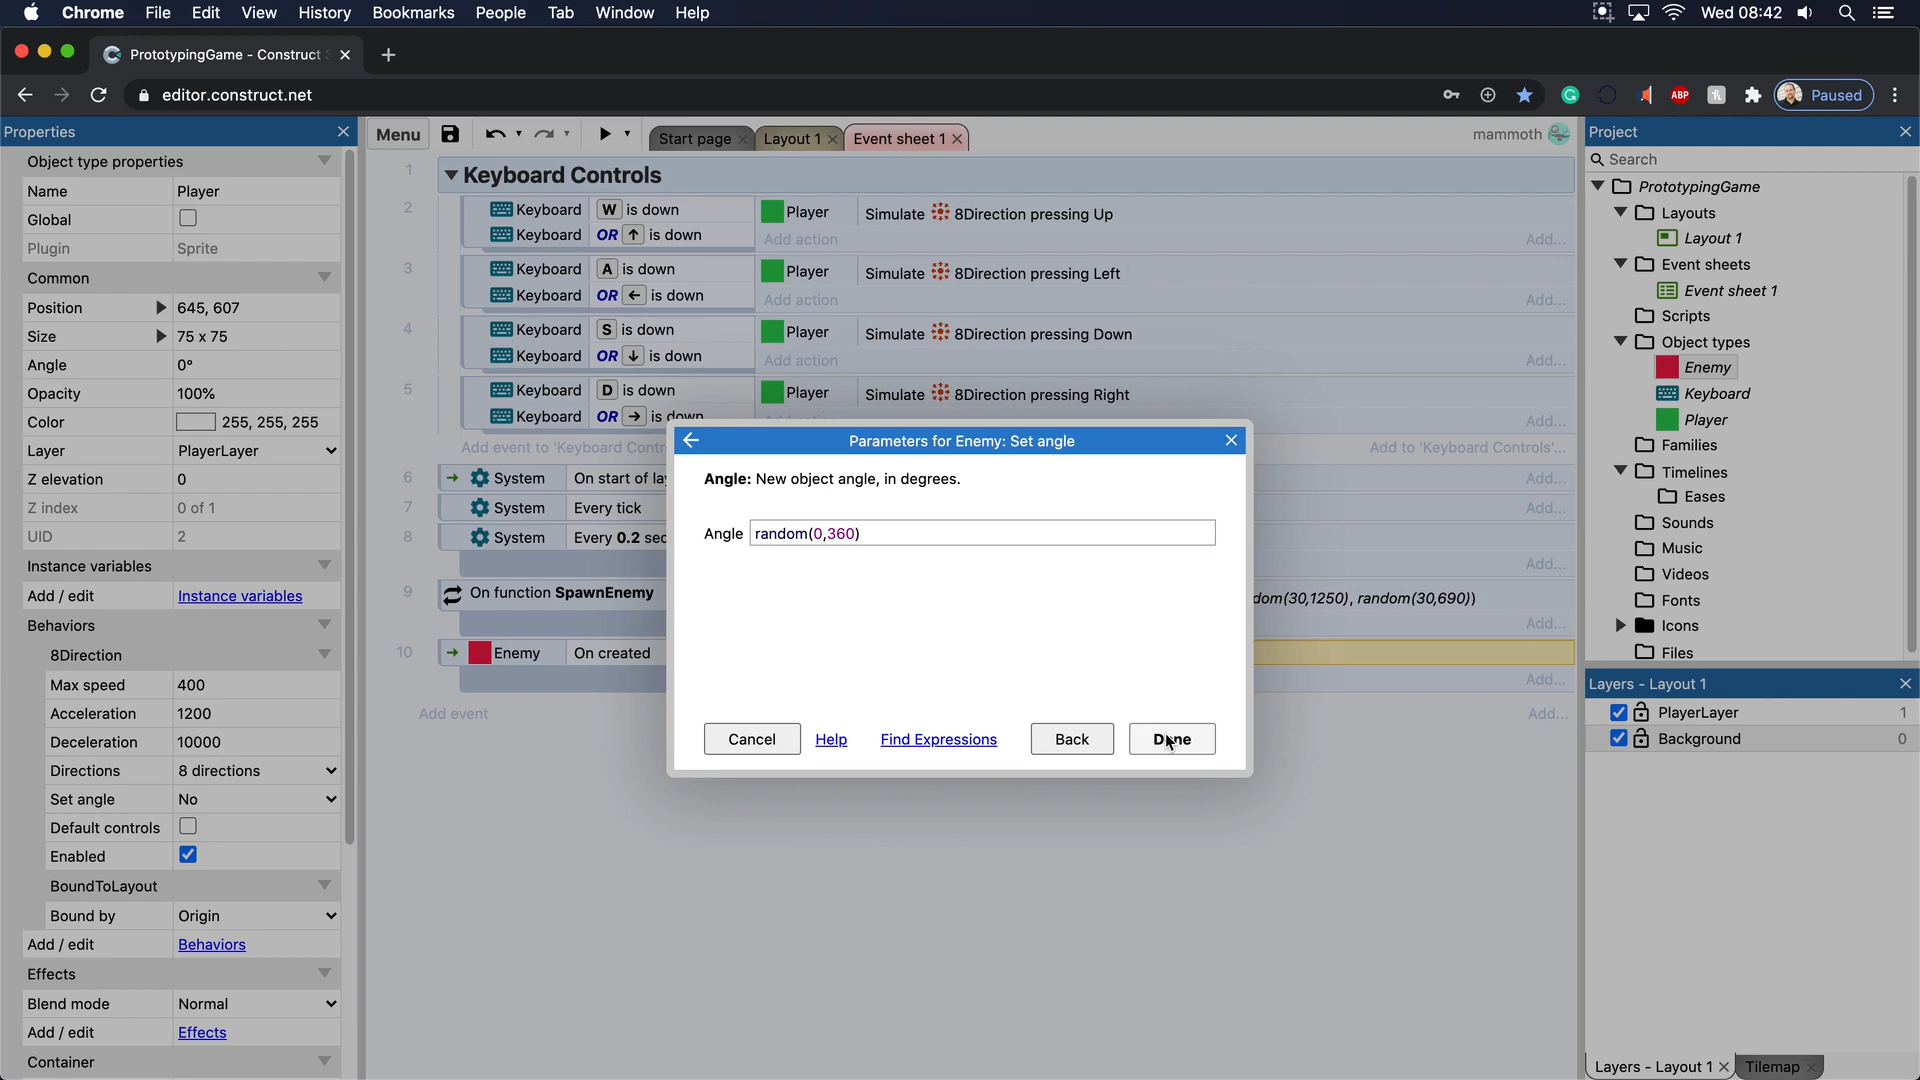 Chrome File Edit View History Bookmarks People Tab Window Help Wed 08:42
PrototypingGame - Construct 3
editor.construct.net ABP Paused
Properties
Object type properties
Name Player
Global
Plugin Sprite
Common
Position 645, 607
Size 75 x 75
Angle 0°
Opacity 100%
Color 255, 255, 255
Layer PlayerLayer
Z elevation 0
Z index 0 of 1
UID 2
Instance variables
Add / edit Instance variables
Behaviors
8Direction
Max speed 400
Acceleration 1200
Deceleration 10000
Directions 8 directions
Set angle No
Default controls
Enabled
BoundToLayout
Bound by Origin
Add / edit Behaviors
Effects
Blend mode Normal
Add / edit Effects
Container
Menu Start page Layout 1 Event sheet 1 mammoth
1 Keyboard Controls
2 Keyboard W is down Player Simulate 8Direction pressing Up
Keyboard OR ↑ is down Add action Add...
3 Keyboard A is down Player Simulate 8Direction pressing Left
Keyboard OR ← is down Add action Add...
4 Keyboard S is down Player Simulate 8Direction pressing Down
Keyboard OR ↓ is down Add action Add...
5 Keyboard D is down Player Simulate 8Direction pressing Right
Keyboard OR → is down Add...
Add event to 'Keyboard Add to 'Keyboard Controls'...
6 System On start of Add...
7 System Every tick Add...
8 System Every 0.2 Add...
Add...
9 On function SpawnEnemy random(30,1250), random(30,690))
Add...
10 Enemy On created
Add...
Add event Add...
Parameters for Enemy: Set angle
Angle: New object angle, in degrees.
Angle random(0,360)
Cancel Help Find Expressions Back Done
Project
Search
PrototypingGame
Layouts
Layout 1
Event sheets
Event sheet 1
Scripts
Object types
Enemy
Keyboard
Player
Families
Timelines
Eases
Sounds
Music
Videos
Fonts
Icons
Files
Layers - Layout 1
PlayerLayer 1
Background 0
Layers - Layout 1 Tilemap